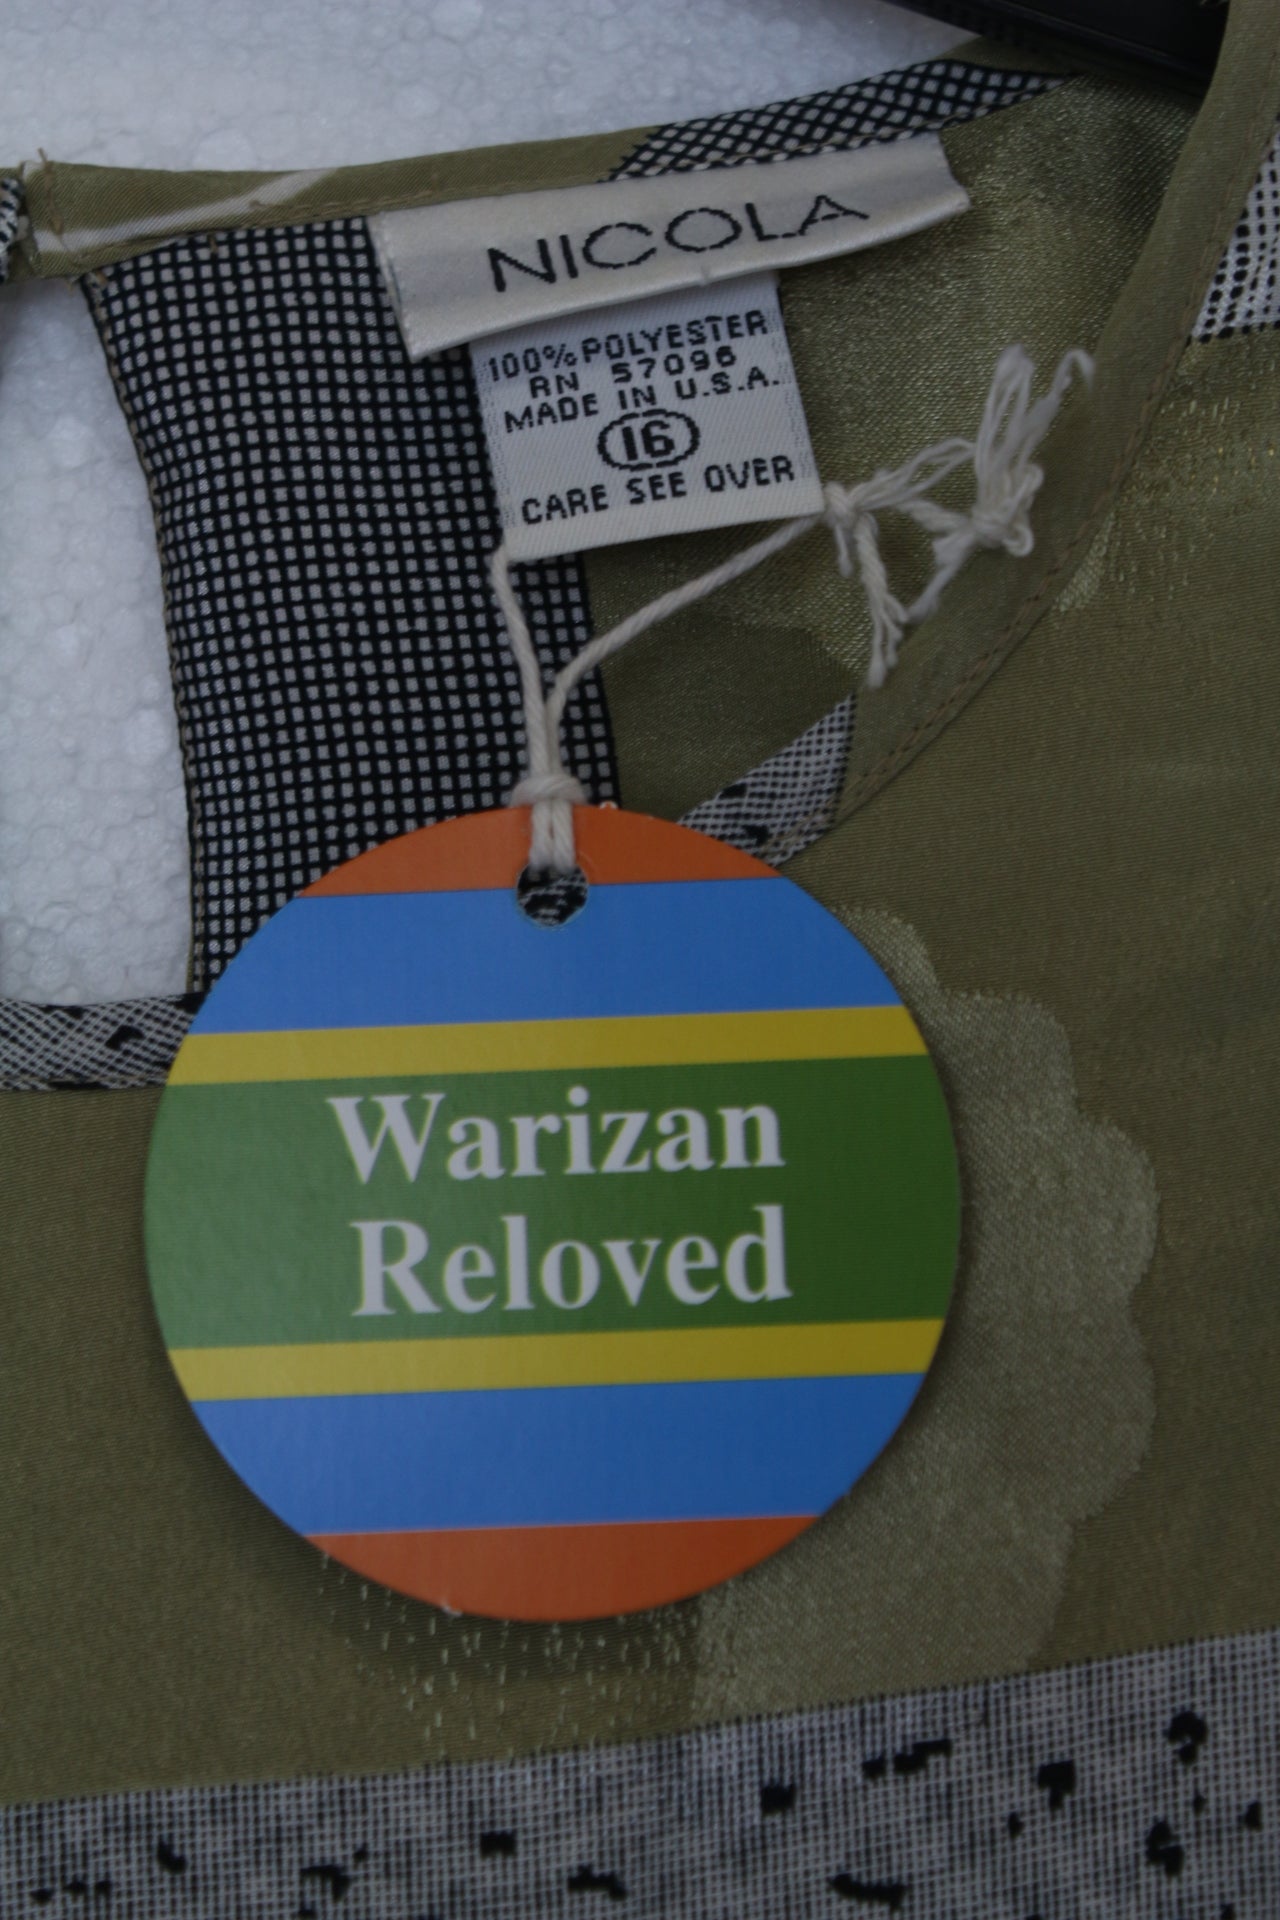 NICOLA
100% POLYESTER
RN 57096
MADE IN U.S.A.
16
CARE SEE OVER
Warizan
Reloved